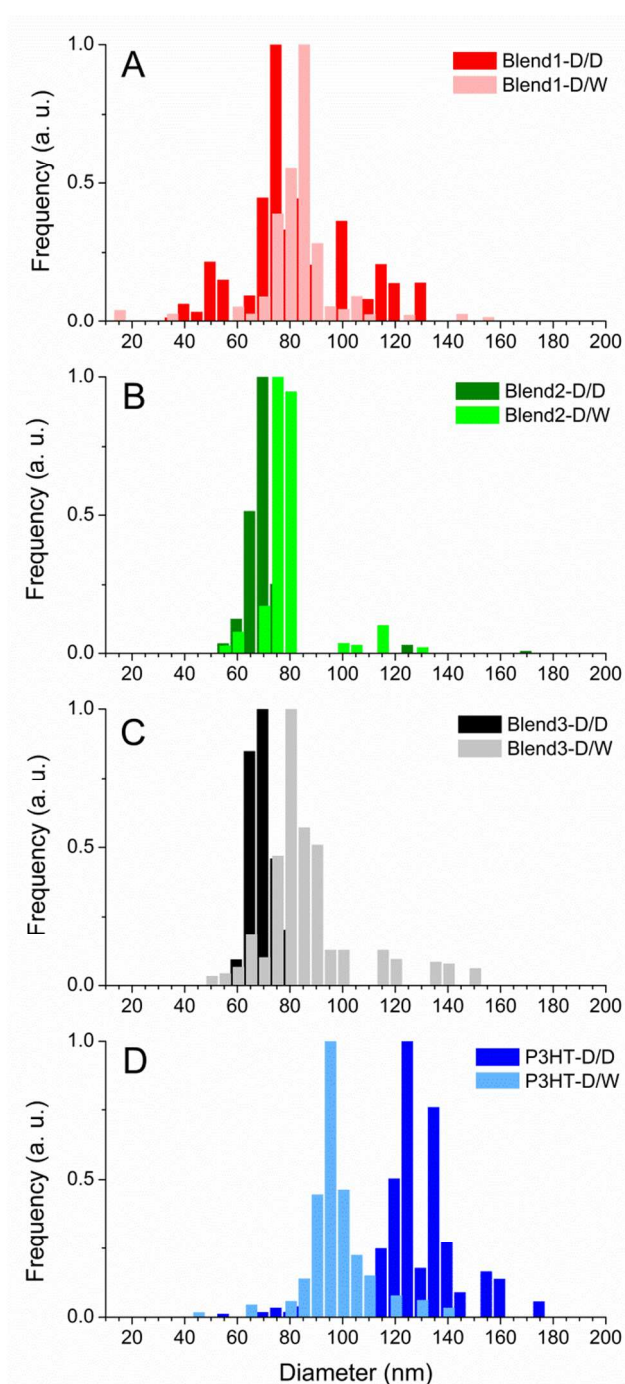 A
Blend1-D/D
Blend1-D/W
Frequency (a. u.)
1.0
0.5
0.0
20 40 60 80 100 120 140 160 180 200
B
Blend2-D/D
Blend2-D/W
Frequency (a. u.)
1.0
0.5
0.0
20 40 60 80 100 120 140 160 180 200
C
Blend3-D/D
Blend3-D/W
Frequency (a. u.)
1.0
0.5
0.0
20 40 60 80 100 120 140 160 180 200
D
P3HT-D/D
P3HT-D/W
Frequency (a. u.)
1.0
0.5
0.0
20 40 60 80 100 120 140 160 180 200
Diameter (nm)